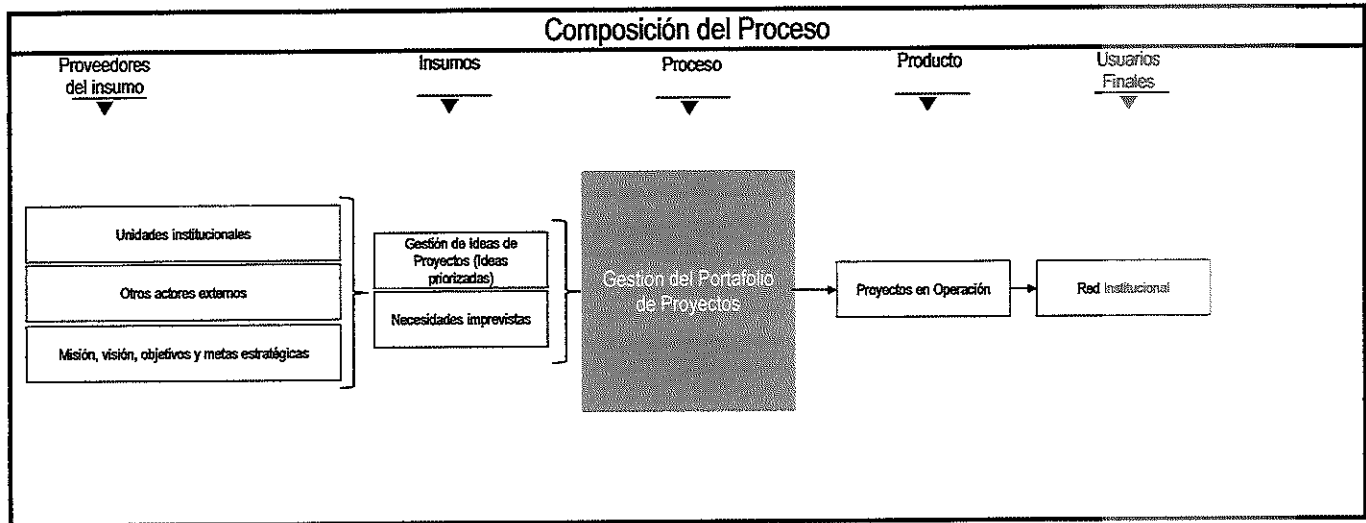 Composición del Proceso
Proveedores
del insumo
Insumos
Proceso
Producto
Usuarios
Finales
Unidades institucionales
Otros actores externos
Misión, visión, objetivos y metas estratégicas
Gestión de Ideas de
Proyectos (Ideas
priorizadas)
Necesidades imprevistas
Gestion del Portafolio
de Proyectos
Proyectos en Operación
Red Institucional